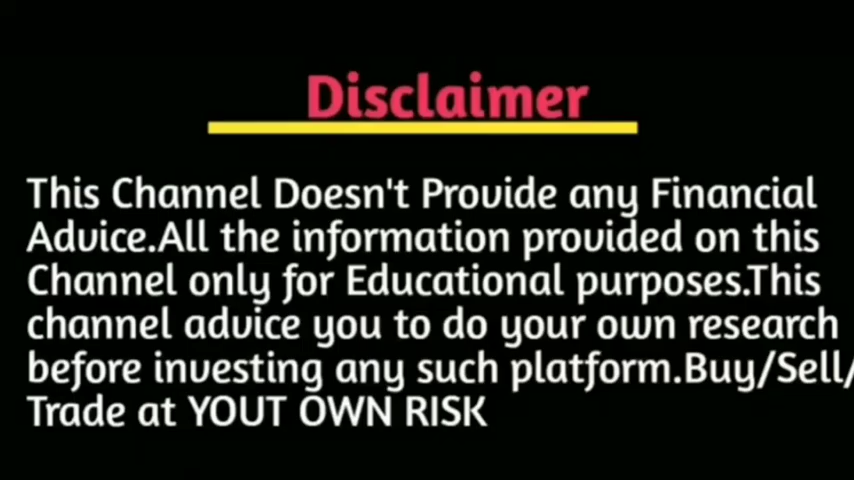 Disclaimer
This Channel Doesn't Provide any Financial
Advice.All the information provided on this
Channel only for Educational purposes.This
channel advice you to do your own research
before investing any such platform.Buy/Sell/
Trade at YOUT OWN RISK